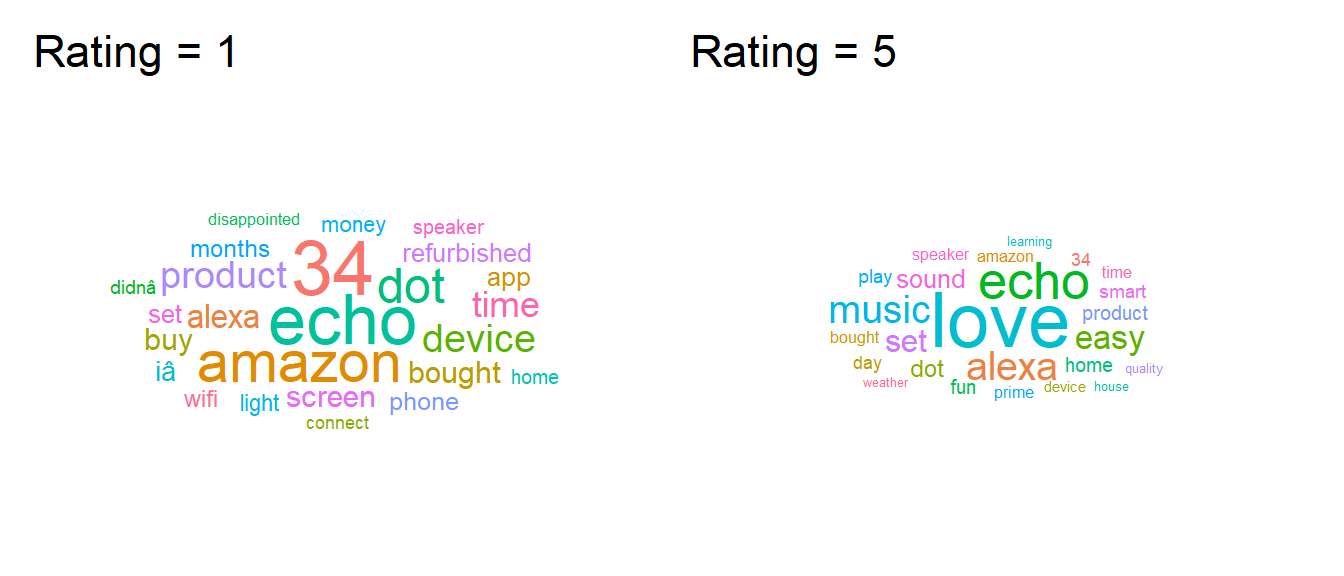 Rating = 1
Rating = 5
disappointed money speaker
months 34 refurbished
didnâ product dot app
set alexa echo time
buy amazon device
iâ bought home
wifi light screen phone
connect
learning
speaker amazon 34
play sound echo time
smart
music love product
bought set easy
day dot alexa home quality
weather fun prime device house